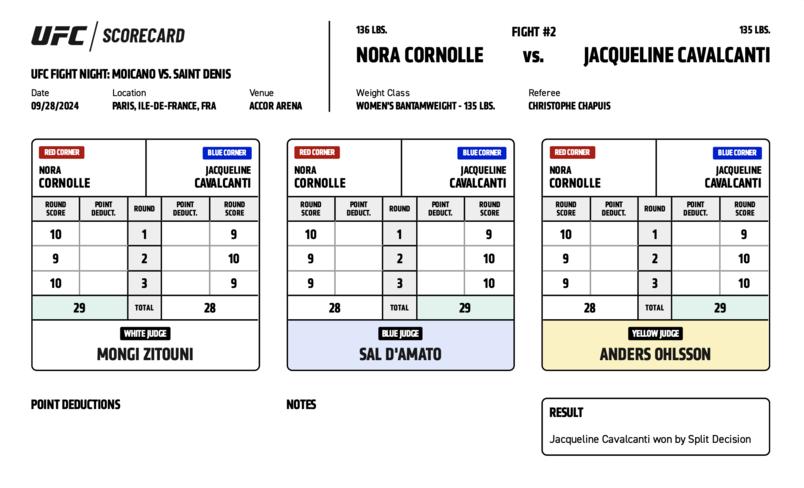 UFC / SCORECARD
UFC FIGHT NIGHT: MOICANO VS. SAINT DENIS
Date Location Venue
09/28/2024 PARIS, ILE-DE-FRANCE, FRA ACCOR ARENA
136 LBS. FIGHT #2 135 LBS.
NORA CORNOLLE vs. JACQUELINE CAVALCANTI
Weight Class Referee
WOMEN'S BANTAMWEIGHT - 135 LBS. CHRISTOPHE CHAPUIS
RED CORNER BLUE CORNER
NORA JACQUELINE
CORNOLLE CAVALCANTI
ROUND SCORE POINT DEDUCT. ROUND POINT DEDUCT. ROUND SCORE
10 1 9
9 2 10
10 3 9
29 TOTAL 28
WHITE JUDGE
MONGI ZITOUNI
RED CORNER BLUE CORNER
NORA JACQUELINE
CORNOLLE CAVALCANTI
ROUND SCORE POINT DEDUCT. ROUND POINT DEDUCT. ROUND SCORE
10 1 9
9 2 10
9 3 10
28 TOTAL 29
BLUE JUDGE
SAL D'AMATO
RED CORNER BLUE CORNER
NORA JACQUELINE
CORNOLLE CAVALCANTI
ROUND SCORE POINT DEDUCT. ROUND POINT DEDUCT. ROUND SCORE
10 1 9
9 2 10
9 3 10
28 TOTAL 29
YELLOW JUDGE
ANDERS OHLSSON
POINT DEDUCTIONS
NOTES
RESULT
Jacqueline Cavalcanti won by Split Decision